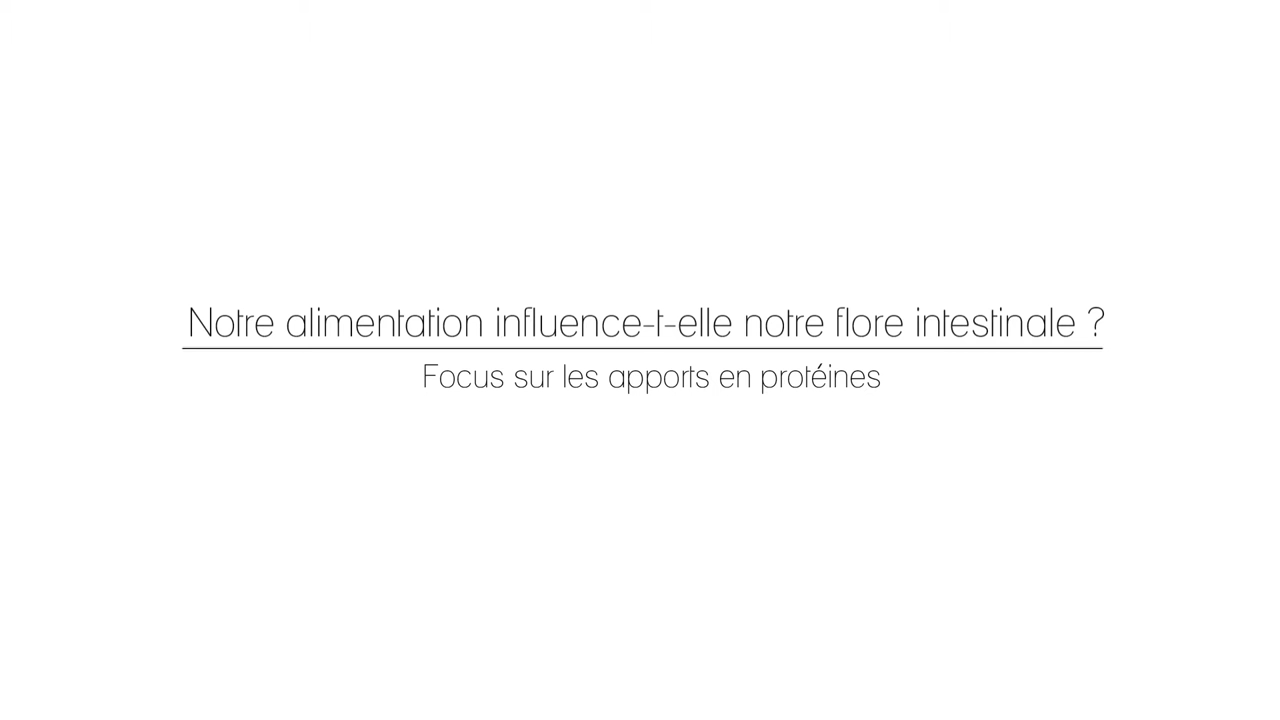 Notre alimentation influence-t-elle notre flore intestinale ?
Focus sur les apports en protéines